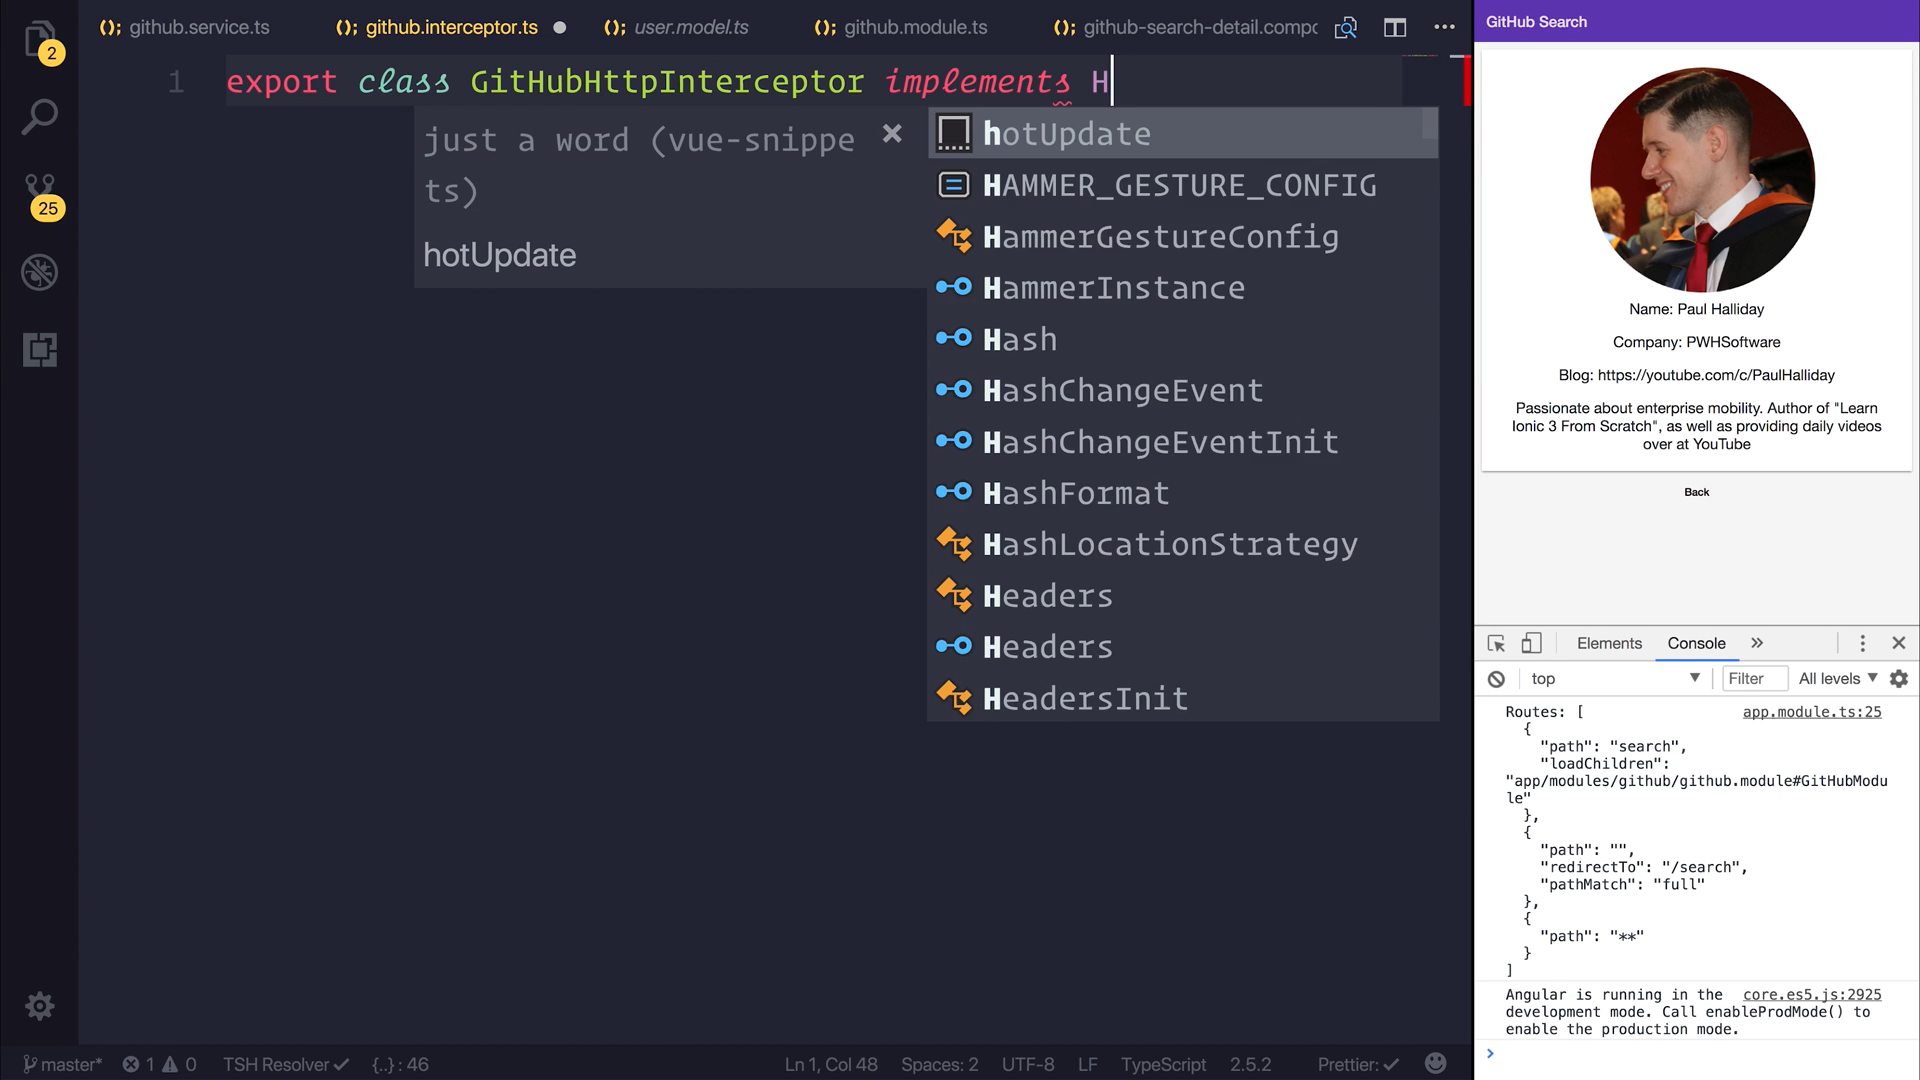 github.service.ts
github.interceptor.ts
user.model.ts
github.module.ts
github-search-detail.compo
2
25
1 export class GitHubHttpInterceptor implements H
just a word (vue-snippe
ts)
hotUpdate
hotUpdate
HAMMER_GESTURE_CONFIG
HammerGestureConfig
HammerInstance
Hash
HashChangeEvent
HashChangeEventInit
HashFormat
HashLocationStrategy
Headers
Headers
HeadersInit
master* 1 0 TSH Resolver {..} : 46 Ln 1, Col 48 Spaces: 2 UTF-8 LF TypeScript 2.5.2 Prettier:
GitHub Search
Name: Paul Halliday
Company: PWHSoftware
Blog: https://youtube.com/c/PaulHalliday
Passionate about enterprise mobility. Author of "Learn
Ionic 3 From Scratch", as well as providing daily videos
over at YouTube
Back
Elements Console
top Filter All levels
Routes: [ app.module.ts:25
{
"path": "search",
"loadChildren":
"app/modules/github/github.module#GitHubModu
le"
},
{
"path": "",
"redirectTo": "/search",
"pathMatch": "full"
},
{
"path": "**"
}
]
Angular is running in the core.es5.js:2925
development mode. Call enableProdMode() to
enable the production mode.